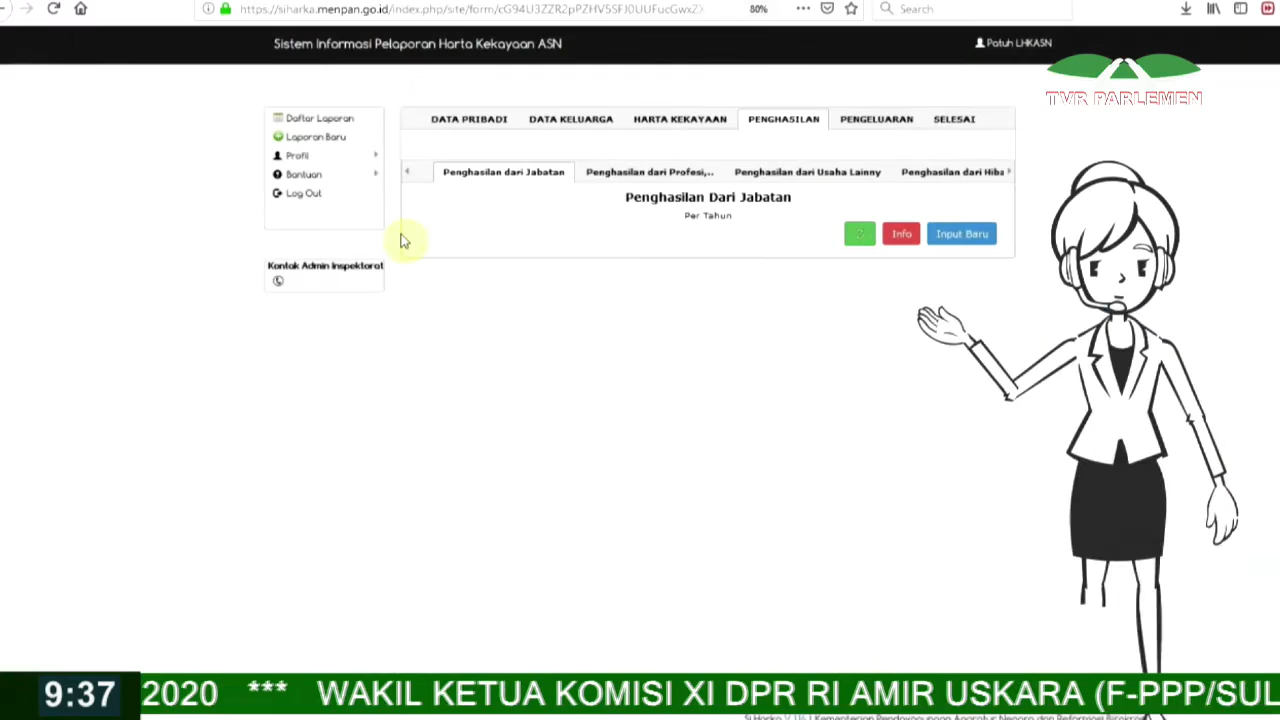 https://siharka.menpan.go.id/index.php/site/form/
80%
Search
Sistem Informasi Pelaporan Harta Kekayaan ASN
Patuh LHKASN
TVR PARLEMEN
Daftar Laporan
Laporan Baru
Profil
Bantuan
Log Out
Kontak Admin Inspektorat
DATA PRIBADI DATA KELUARGA HARTA KEKAYAAN PENGHASILAN PENGELUARAN SELESAI
Penghasilan dari Jabatan Penghasilan dari Profesi,.. Penghasilan dari Usaha Lainny Penghasilan dari Hiba
Penghasilan Dari Jabatan
Per Tahun
Info Input Baru
9:37 2020 *** WAKIL KETUA KOMISI XI DPR RI AMIR USKARA (F-PPP/SUL